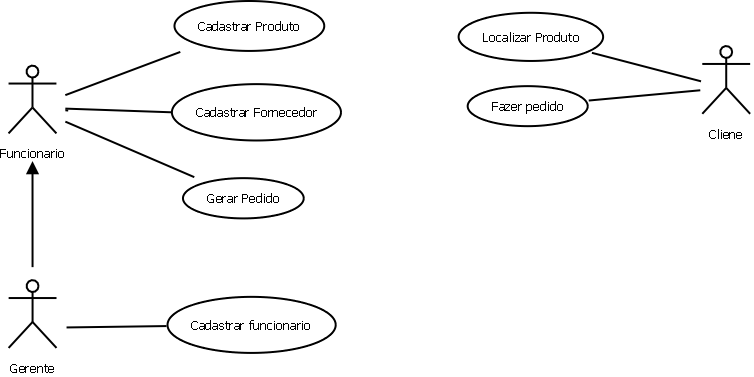 Cadastrar Produto
Localizar Produto
Cadastrar Fornecedor
Fazer pedido
Cliene
Funcionario
Gerar Pedido
Cadastrar funcionario
Gerente